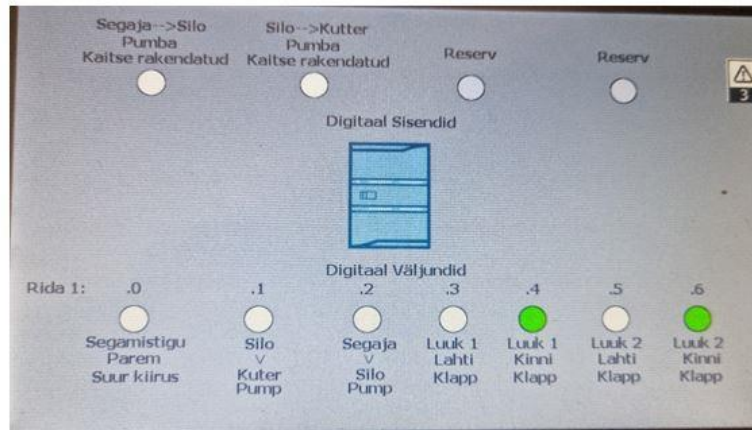 Segaja-->Silo
Pumba
Kaitse rakendatud
Silo-->Kutter
Pumba
Kaitse rakendatud
Reserv
Reserv
3
Digitaal Sisendid
Digitaal Väljundid
Rida 1: .0 .1 .2 .3 .4 .5 .6
Segamistigu
Parem
Suur kiirus
Silo
V
Kuter
Pump
Segaja
V
Silo
Pump
Luuk 1
Lahti
Klapp
Luuk 1
Kinni
Klapp
Luuk 2
Lahti
Klapp
Luuk 2
Kinni
Klapp